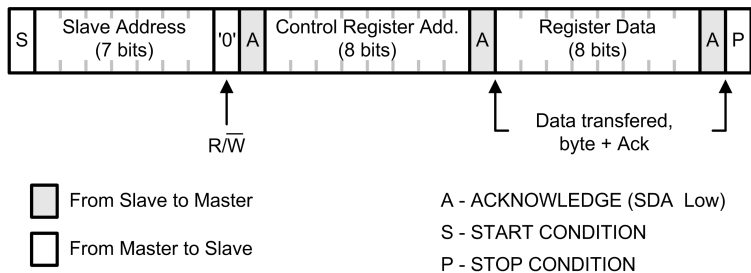 S Slave Address (7 bits) '0' A Control Register Add. (8 bits) A Register Data (8 bits) A P
R/W̅
Data transfered,
byte + Ack
From Slave to Master
A - ACKNOWLEDGE (SDA Low)
S - START CONDITION
From Master to Slave
P - STOP CONDITION